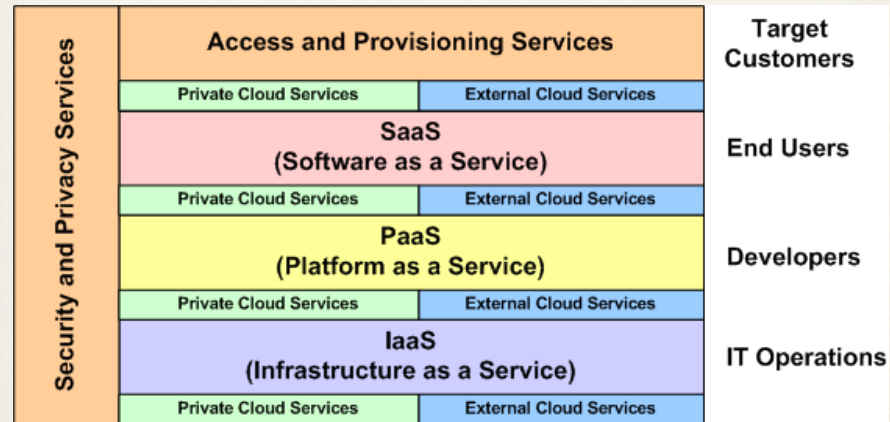 Security and Privacy Services
Access and Provisioning Services
Target
Customers
Private Cloud Services
External Cloud Services
SaaS
(Software as a Service)
End Users
Private Cloud Services
External Cloud Services
PaaS
(Platform as a Service)
Developers
Private Cloud Services
External Cloud Services
IaaS
(Infrastructure as a Service)
IT Operations
Private Cloud Services
External Cloud Services